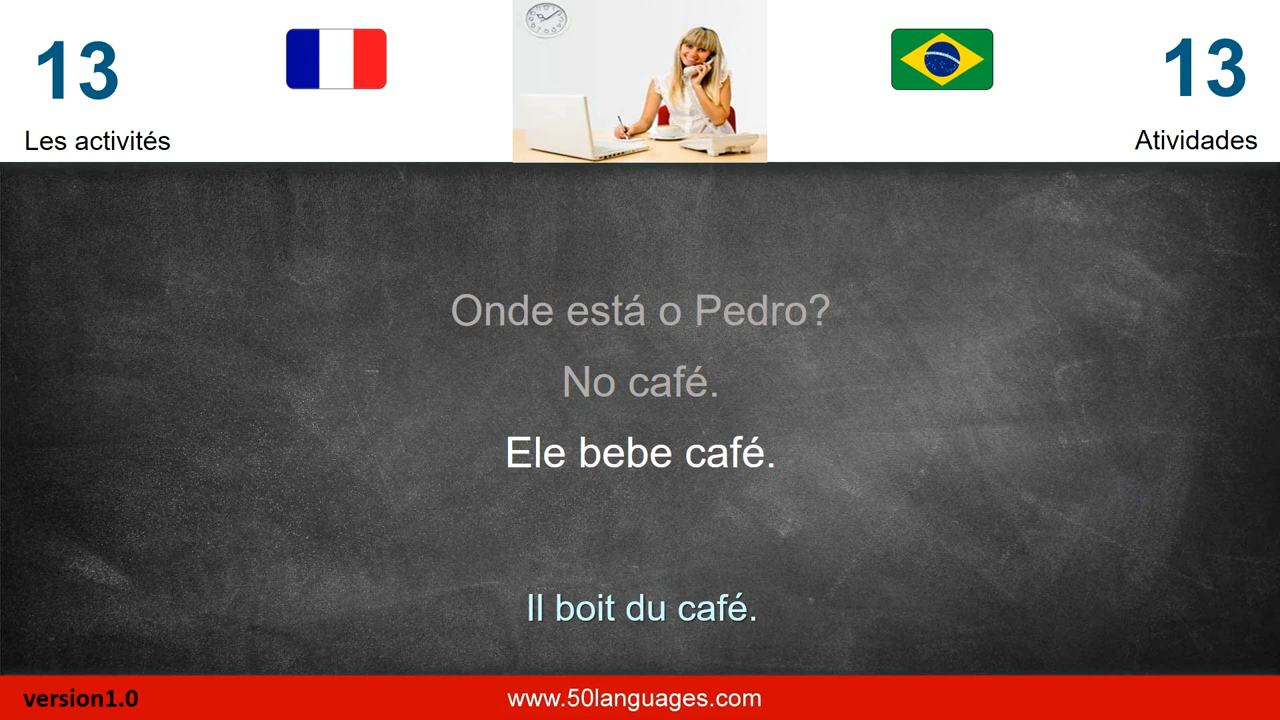 13
13
Les activités
Atividades
Onde está o Pedro?
No café.
Ele bebe café.
Il boit du café.
version1.0
www.50languages.com